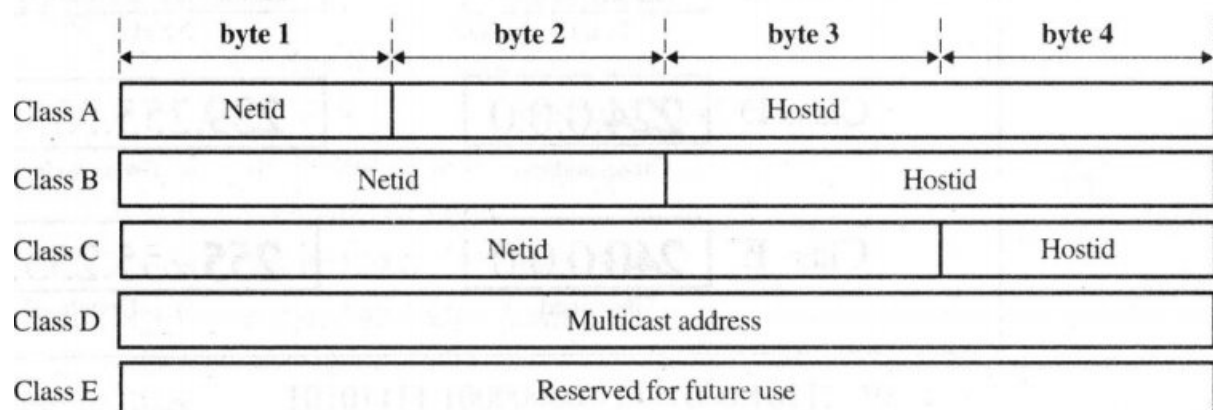 byte 1 byte 2 byte 3 byte 4
Class A Netid Hostid
Class B Netid Hostid
Class C Netid Hostid
Class D Multicast address
Class E Reserved for future use